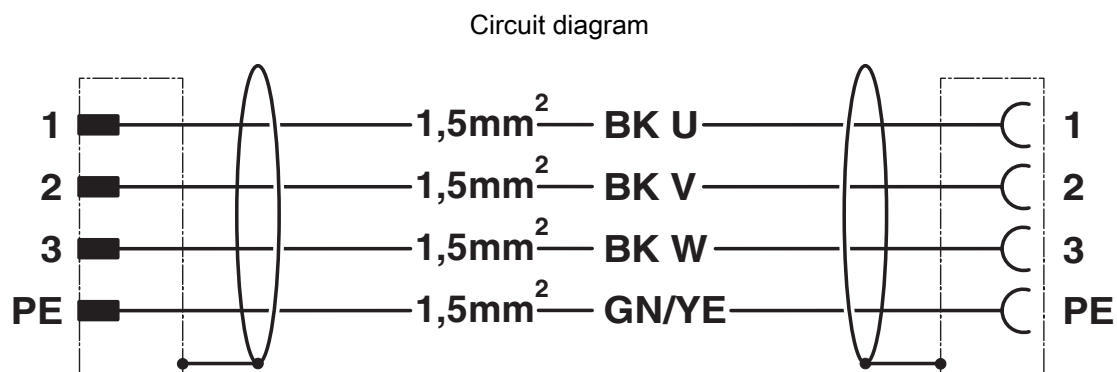 Circuit diagram
1 1,5mm² BK U 1
2 1,5mm² BK V 2
3 1,5mm² BK W 3
PE 1,5mm² GN/YE PE